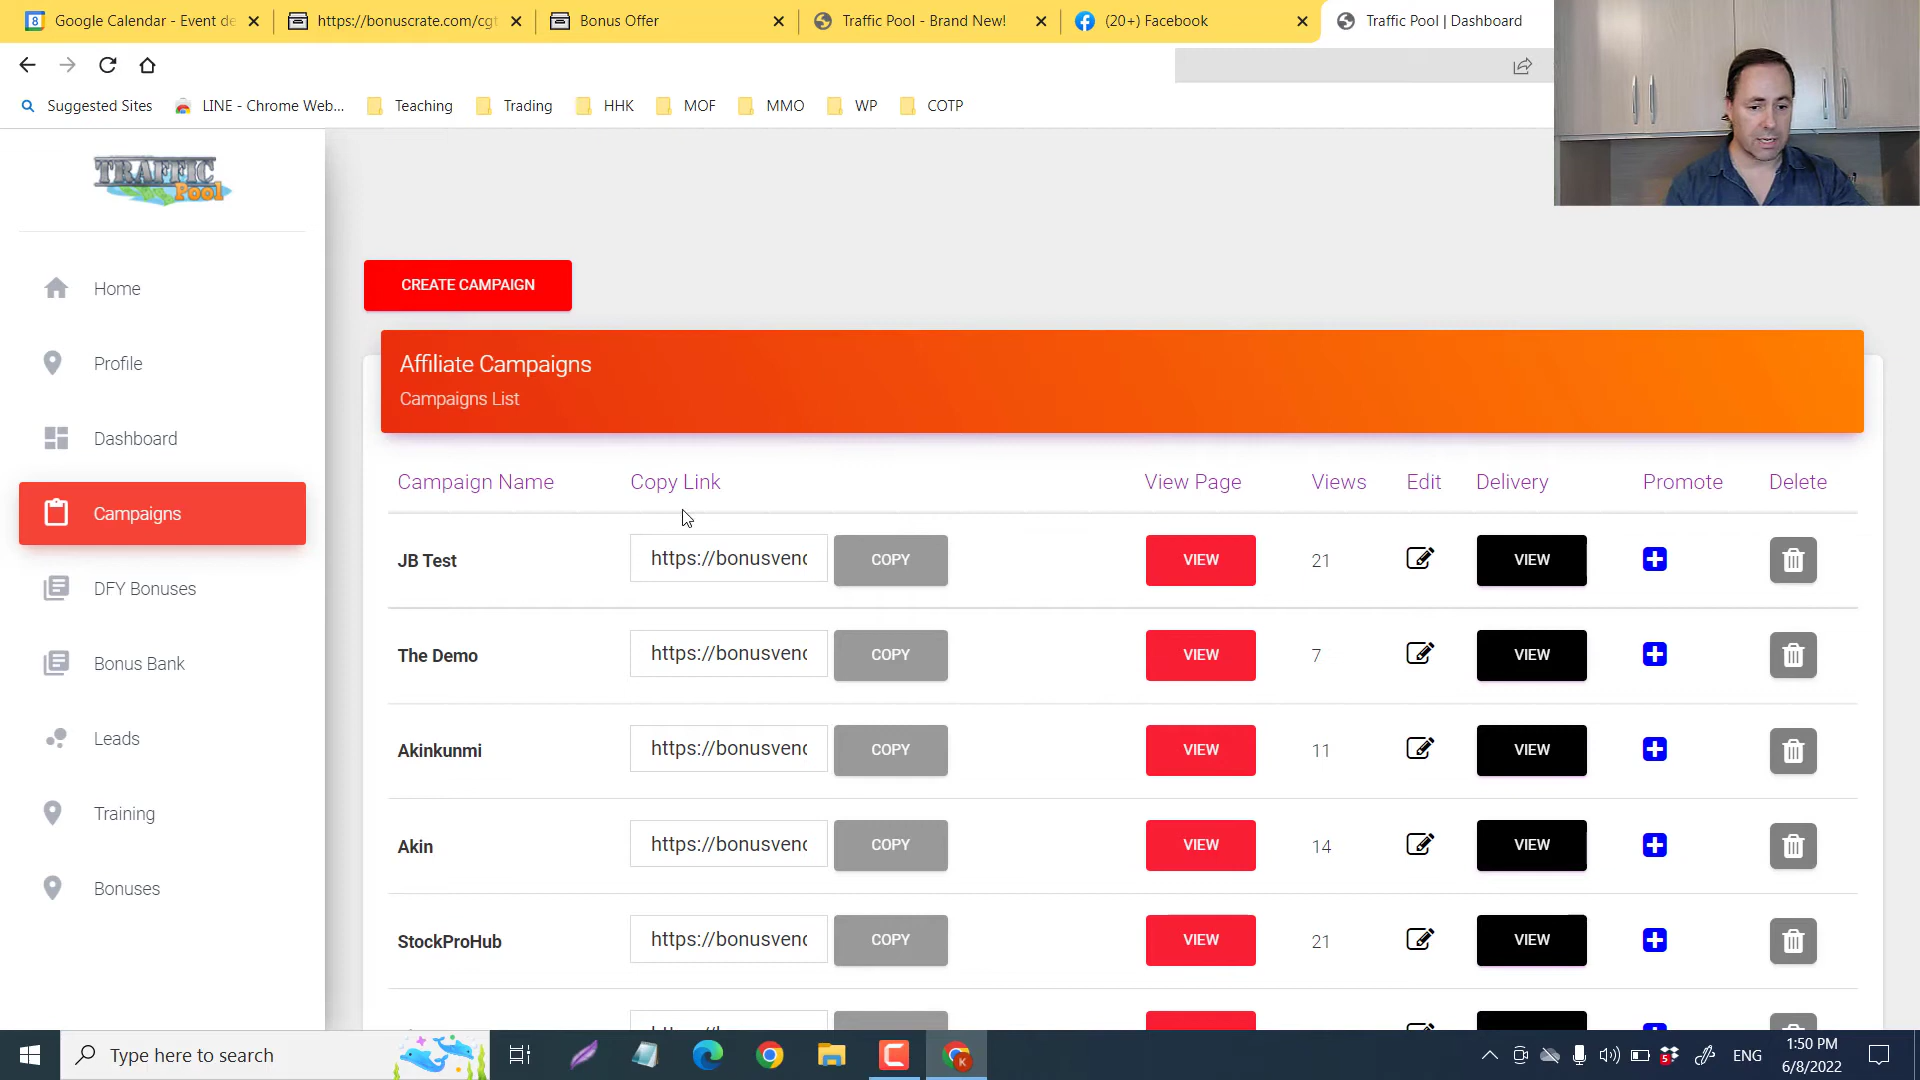 Google Calendar - Event de
https://bonuscrate.com/cgt
Bonus Offer
Traffic Pool - Brand New!
(20+) Facebook
Traffic Pool | Dashboard
Suggested Sites
LINE - Chrome Web...
Teaching
Trading
HHK
MOF
MMO
WP
COTP
TRAFFIC
Pool
Home
Profile
Dashboard
Campaigns
DFY Bonuses
Bonus Bank
Leads
Training
Bonuses
CREATE CAMPAIGN
Affiliate Campaigns
Campaigns List
Campaign Name Copy Link View Page Views Edit Delivery Promote Delete
JB Test https://bonusvenc COPY VIEW 21 VIEW
The Demo https://bonusvenc COPY VIEW 7 VIEW
Akinkunmi https://bonusvenc COPY VIEW 11 VIEW
Akin https://bonusvenc COPY VIEW 14 VIEW
StockProHub https://bonusvenc COPY VIEW 21 VIEW
Type here to search
ENG
1:50 PM
6/8/2022